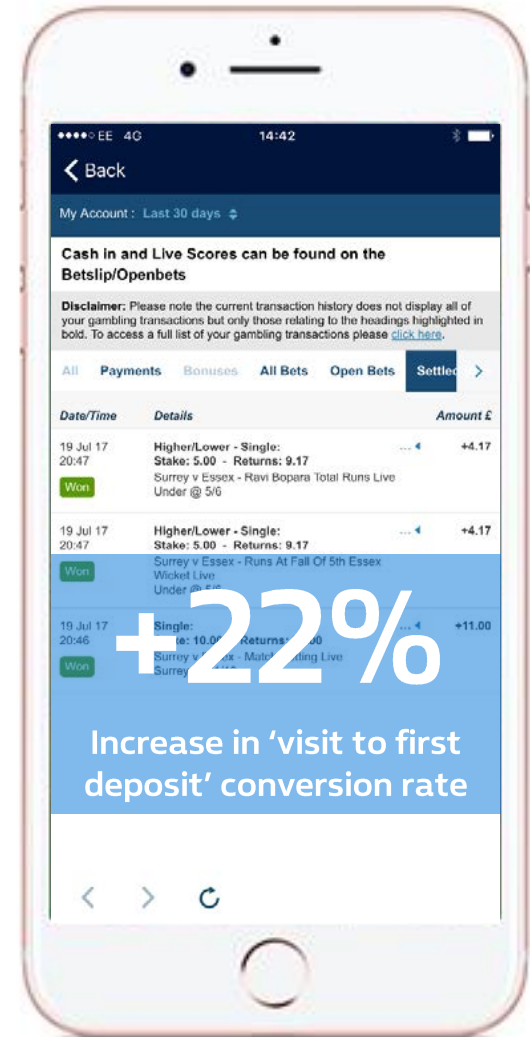 EE 4G 14:42
Back
My Account : Last 30 days
Cash in and Live Scores can be found on the
Betslip/Openbets
Disclaimer: Please note the current transaction history does not display all of
your gambling transactions but only those relating to the headings highlighted in
bold. To access a full list of your gambling transactions please click here.
All Payments Bonuses All Bets Open Bets Settled
Date/Time Details Amount £
19 Jul 17 Higher/Lower - Single: ... +4.17
20:47 Stake: 5.00 - Returns: 9.17
Won Surrey v Essex - Ravi Bopara Total Runs Live
Under @ 5/6
19 Jul 17 Higher/Lower - Single: ... +4.17
20:47 Stake: 5.00 - Returns: 9.17
Won Surrey v Essex - Runs At Fall Of 5th Essex
Wicket Live
Under @ 5/6
19 Jul 17 Single: ... +11.00
20:46
Won Surrey
Live
Surrey
+22%
Increase in ‘visit to first
deposit’ conversion rate